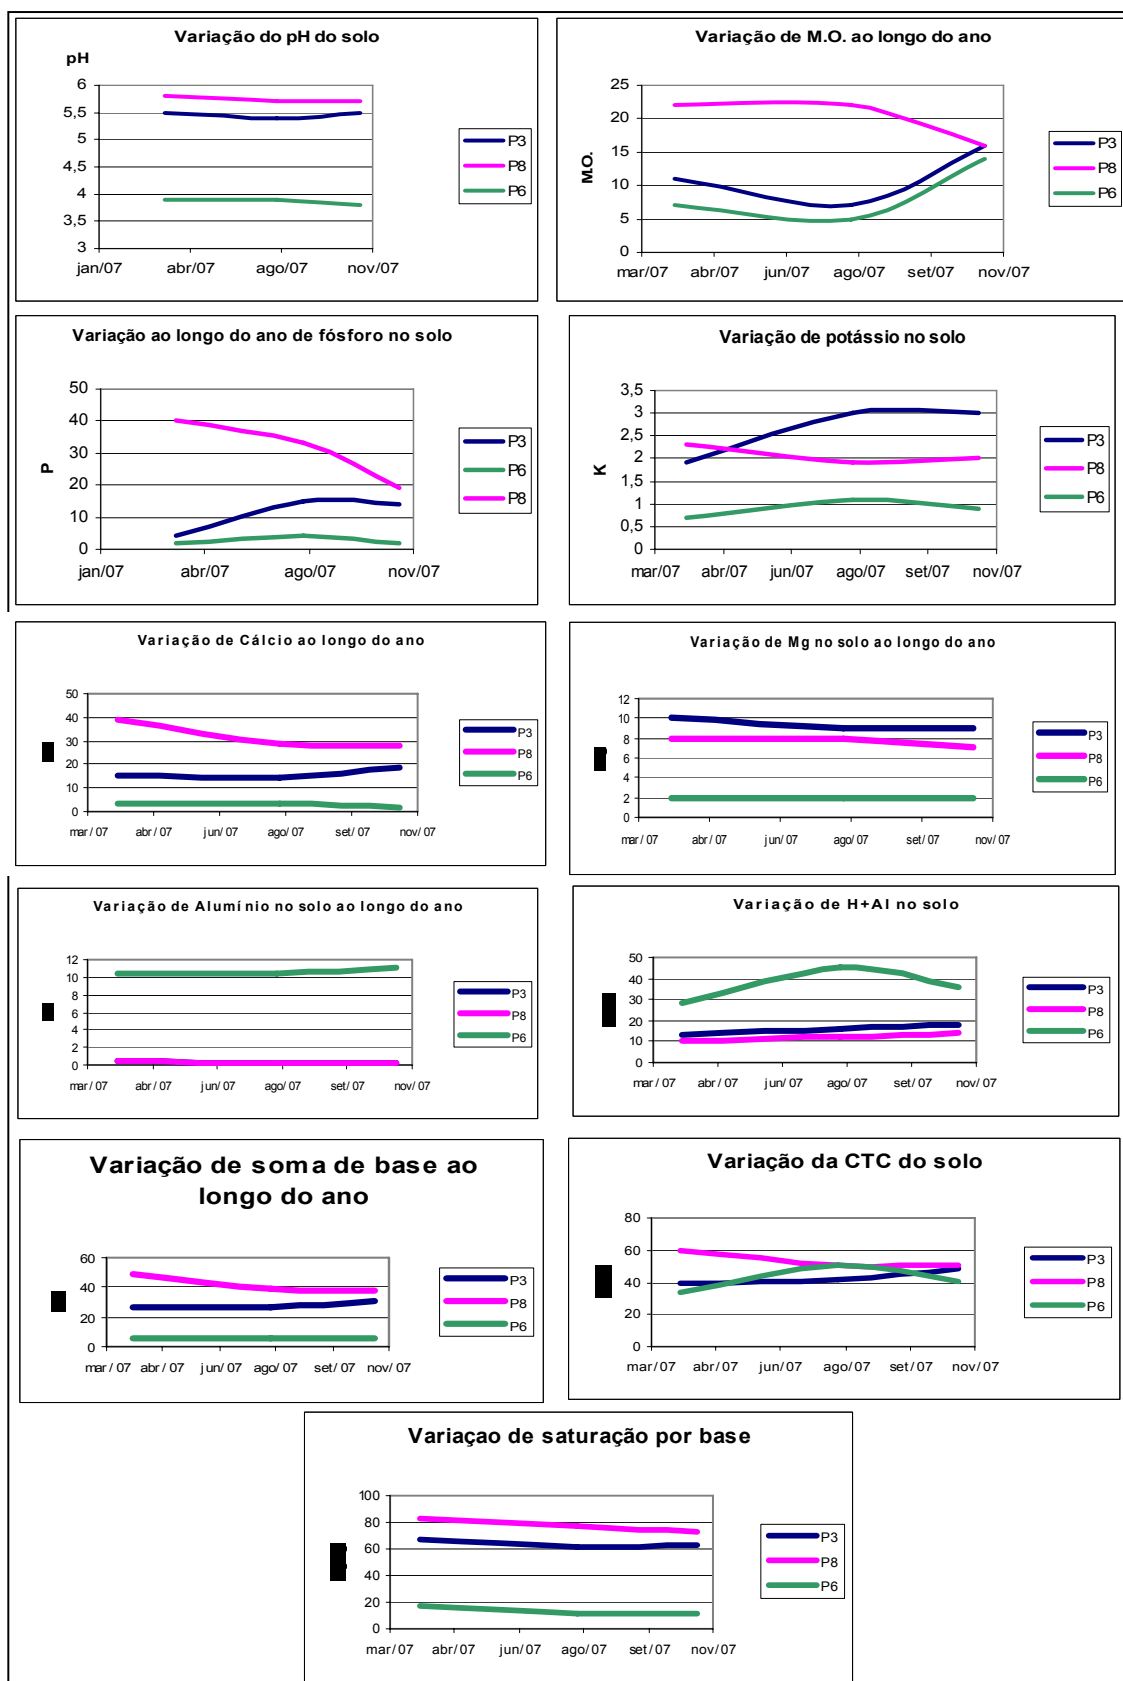 Variação do pH do solo
pH
6
5,5
5
4,5
4
3,5
3
jan/07 abr/07 ago/07 nov/07
P3
P8
P6
Variação de M.O. ao longo do ano
M.O.
25
20
15
10
5
0
mar/07 abr/07 jun/07 ago/07 set/07 nov/07
P3
P8
P6
Variação ao longo do ano de fósforo no solo
P
50
40
30
20
10
0
jan/07 abr/07 ago/07 nov/07
P3
P6
P8
Variação de potássio no solo
K
3,5
3
2,5
2
1,5
1
0,5
0
mar/07 abr/07 jun/07 ago/07 set/07 nov/07
P3
P8
P6
Variação de Cálcio ao longo do ano
50
40
30
20
10
0
mar/07 abr/07 jun/07 ago/07 set/07 nov/07
P3
P8
P6
Variação de Mg no solo ao longo do ano
12
10
8
6
4
2
0
mar/07 abr/07 jun/07 ago/07 set/07 nov/07
P3
P8
P6
Variação de Alumínio no solo ao longo do ano
12
10
8
6
4
2
0
mar/07 abr/07 jun/07 ago/07 set/07 nov/07
P3
P8
P6
Variação de H+Al no solo
50
40
30
20
10
0
mar/07 abr/07 jun/07 ago/07 set/07 nov/07
P3
P8
P6
Variação de soma de base ao
longo do ano
60
40
20
0
mar/07 abr/07 jun/07 ago/07 set/07 nov/07
P3
P8
P6
Variação da CTC do solo
80
60
40
20
0
mar/07 abr/07 jun/07 ago/07 set/07 nov/07
P3
P8
P6
Variaçao de saturação por base
100
80
60
40
20
0
mar/07 abr/07 jun/07 ago/07 set/07 nov/07
P3
P8
P6